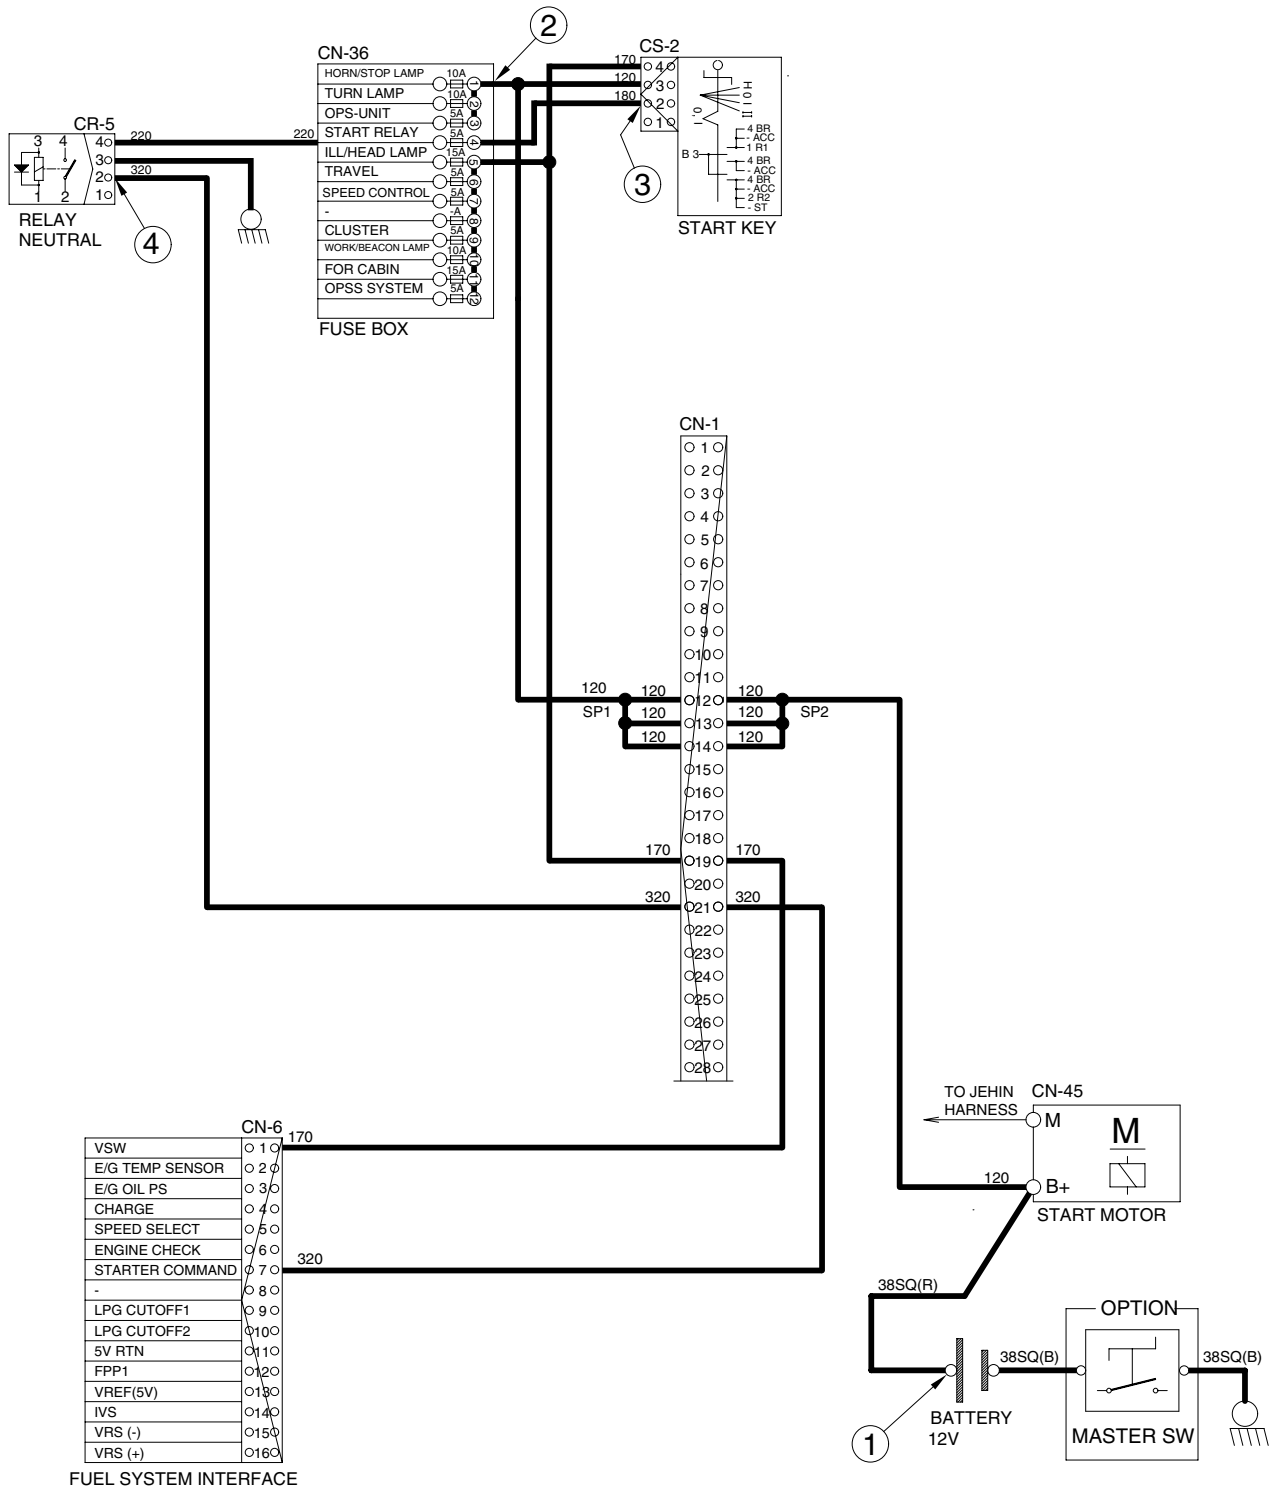 2
CN-36
HORN/STOP LAMP 10A 1
TURN LAMP 10A 2
OPS-UNIT 5A 3
START RELAY 5A 4
ILL/HEAD LAMP 15A 5
TRAVEL 5A 6
SPEED CONTROL 5A 7
- -A 8
CLUSTER 5A 9
WORK/BEACON LAMP 10A 10
FOR CABIN 15A 11
OPSS SYSTEM 5A 12
FUSE BOX
220
CS-2
170 4
120 3
180 2
1
H O I II
0,I
B 3
4 BR
- ACC
1 R1
4 BR
- ACC
4 BR
- ACC
2 R2
- ST
START KEY
3
CR-5
3 4
1 2
4 220
3
2 320
1
RELAY
NEUTRAL
4
CN-1
1
2
3
4
5
6
7
8
9
10
11
120 120 12 120
SP1 120 13 120 SP2
120 14 120
15
16
17
18
170 19 170
20
320 21 320
22
23
24
25
26
27
28
TO JEHIN
HARNESS
CN-45
M
M
120 B+
START MOTOR
CN-6
VSW 1 170
E/G TEMP SENSOR 2
E/G OIL PS 3
CHARGE 4
SPEED SELECT 5
ENGINE CHECK 6
STARTER COMMAND 7 320
- 8
LPG CUTOFF1 9
LPG CUTOFF2 10
5V RTN 11
FPP1 12
VREF(5V) 13
IVS 14
VRS (-) 15
VRS (+) 16
FUEL SYSTEM INTERFACE
38SQ(R)
OPTION
38SQ(B)
38SQ(B)
BATTERY
12V
1
MASTER SW